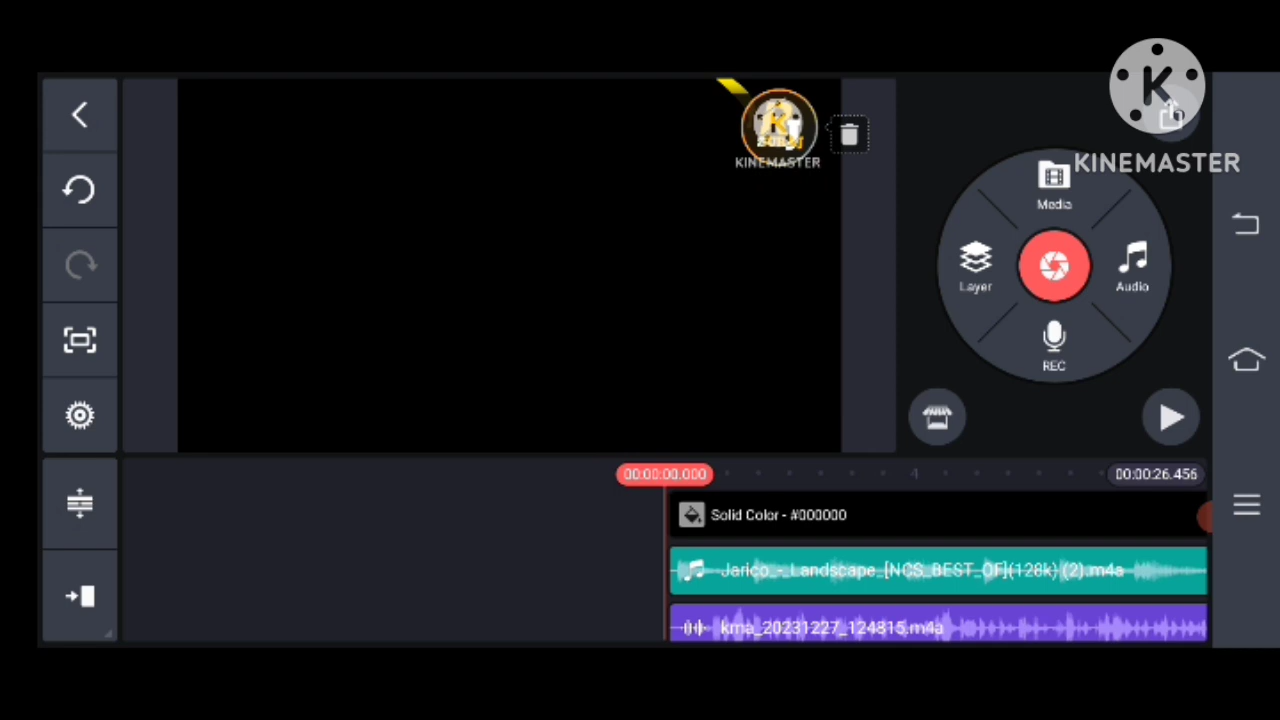 KINEMASTER
KINEMASTER
Media
Layer
Audio
REC
00:00:00.000
4
00:00:26.456
Solid Color - #000000
Jarico_-_Landscape_[NCS_BEST_OF](128k) (2).m4a
kma_20231227_124815.m4a